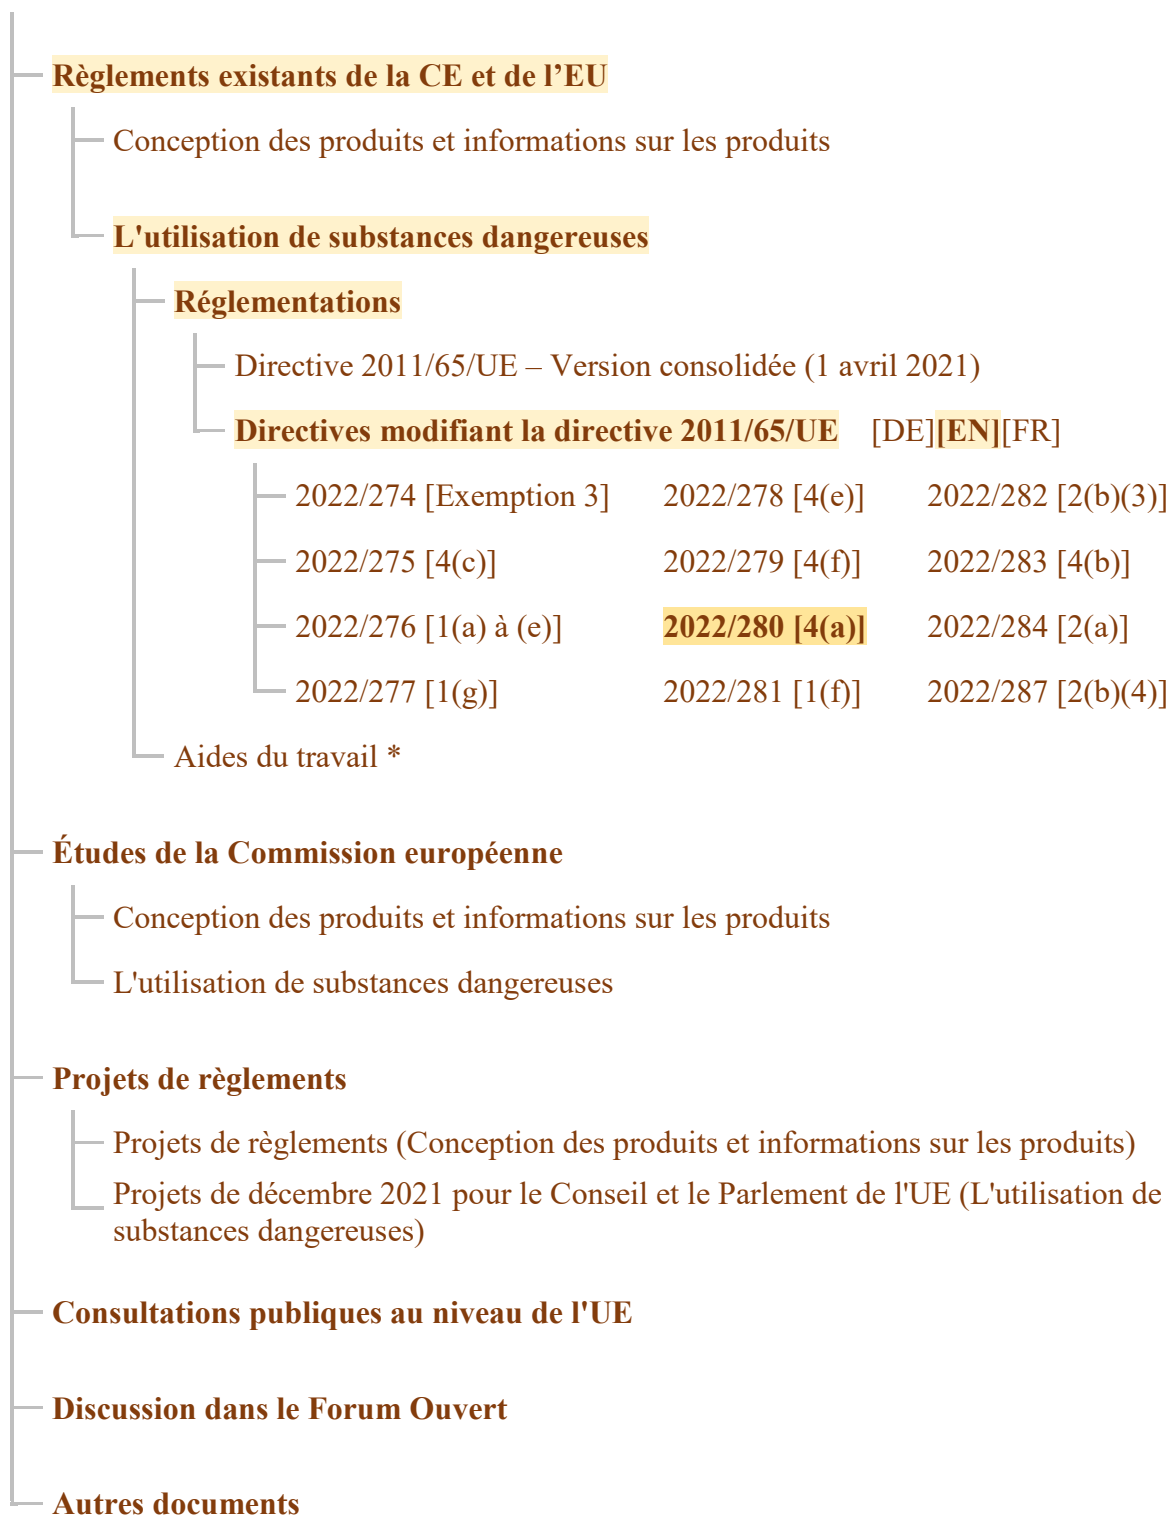 Règlements existants de la CE et de l’EU
Conception des produits et informations sur les produits
L'utilisation de substances dangereuses
Réglementations
Directive 2011/65/UE – Version consolidée (1 avril 2021)
Directives modifiant la directive 2011/65/UE [DE][EN][FR]
2022/274 [Exemption 3] 2022/278 [4(e)] 2022/282 [2(b)(3)]
2022/275 [4(c)] 2022/279 [4(f)] 2022/283 [4(b)]
2022/276 [1(a) à (e)] 2022/280 [4(a)] 2022/284 [2(a)]
2022/277 [1(g)] 2022/281 [1(f)] 2022/287 [2(b)(4)]
Aides du travail *
Études de la Commission européenne
Conception des produits et informations sur les produits
L'utilisation de substances dangereuses
Projets de règlements
Projets de règlements (Conception des produits et informations sur les produits)
Projets de décembre 2021 pour le Conseil et le Parlement de l'UE (L'utilisation de
substances dangereuses)
Consultations publiques au niveau de l'UE
Discussion dans le Forum Ouvert
Autres documents